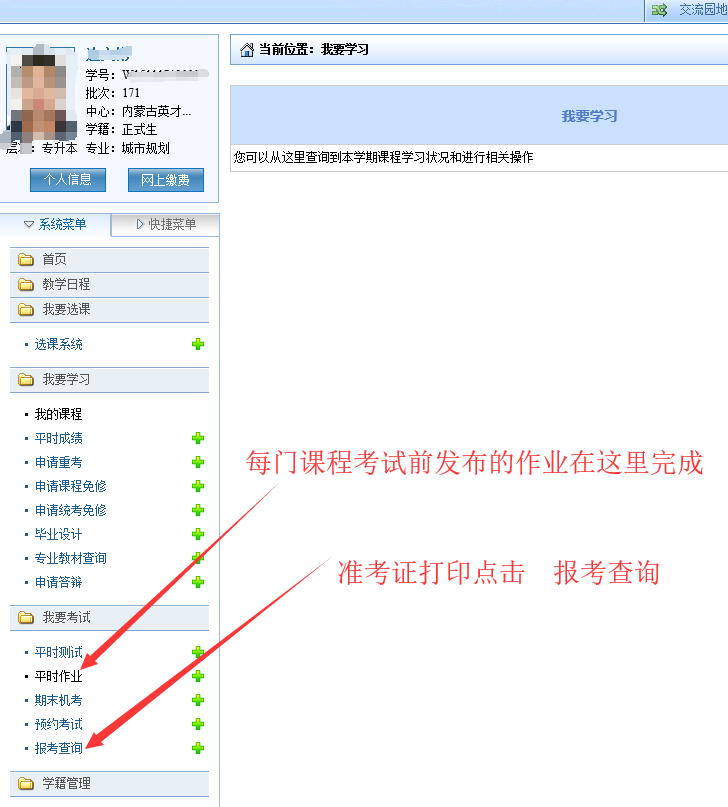 交流园地
当前位置：我要学习
学号：
批次：171
中心：内蒙古英才...
学籍：正式生
专升本 专业：城市规划
个人信息 网上缴费
我要学习
您可以从这里查询到本学期课程学习状况和进行相关操作
系统菜单 快捷菜单
首页
教学日程
我要选课
选课系统
我要学习
我的课程
平时成绩
申请重考
申请课程免修
申请统考免修
毕业设计
专业教材查询
申请答辩
我要考试
平时测试
平时作业
期末机考
预约考试
报考查询
学籍管理
每门课程考试前发布的作业在这里完成
准考证打印点击 报考查询